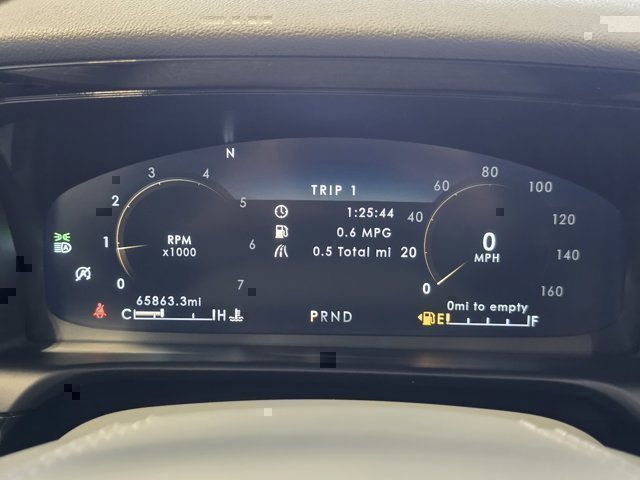 N
TRIP 1
1:25:44
0.6 MPG
0.5 Total mi
0
1
2
3
4
5
6
7
RPM
x1000
0
20
40
60
80
100
120
140
160
0
MPH
65863.3mi
C H
PRND
0mi to empty
E F